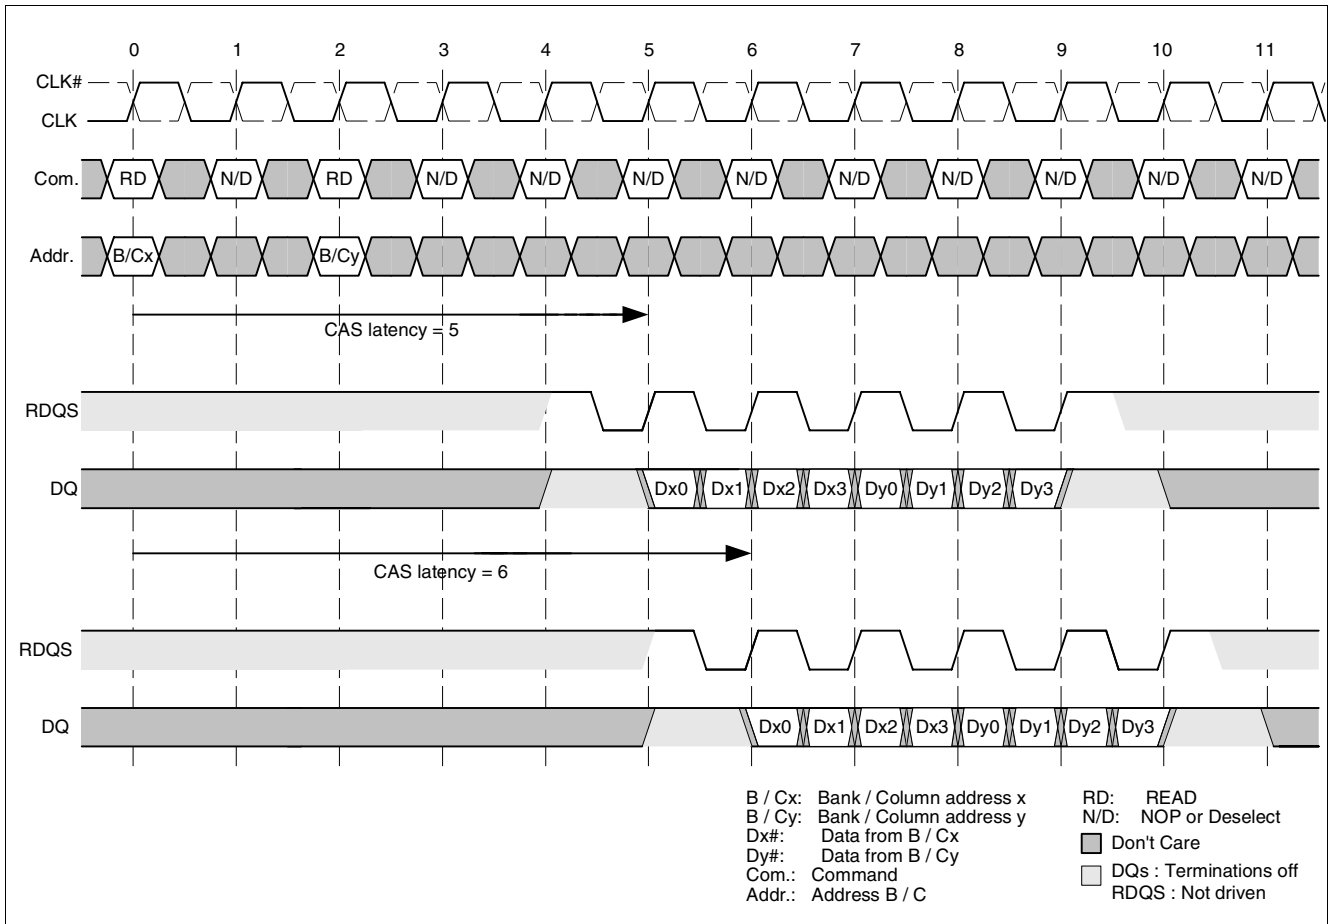 0 1 2 3 4 5 6 7 8 9 10 11
CLK#
CLK
Com. RD N/D RD N/D N/D N/D N/D N/D N/D N/D N/D N/D
Addr. B/Cx B/Cy
CAS latency = 5
RDQS
DQ Dx0 Dx1 Dx2 Dx3 Dy0 Dy1 Dy2 Dy3
CAS latency = 6
RDQS
DQ Dx0 Dx1 Dx2 Dx3 Dy0 Dy1 Dy2 Dy3
B / Cx: Bank / Column address x
B / Cy: Bank / Column address y
Dx#: Data from B / Cx
Dy#: Data from B / Cy
Com.: Command
Addr.: Address B / C
RD: READ
N/D: NOP or Deselect
Don't Care
DQs : Terminations off
RDQS : Not driven